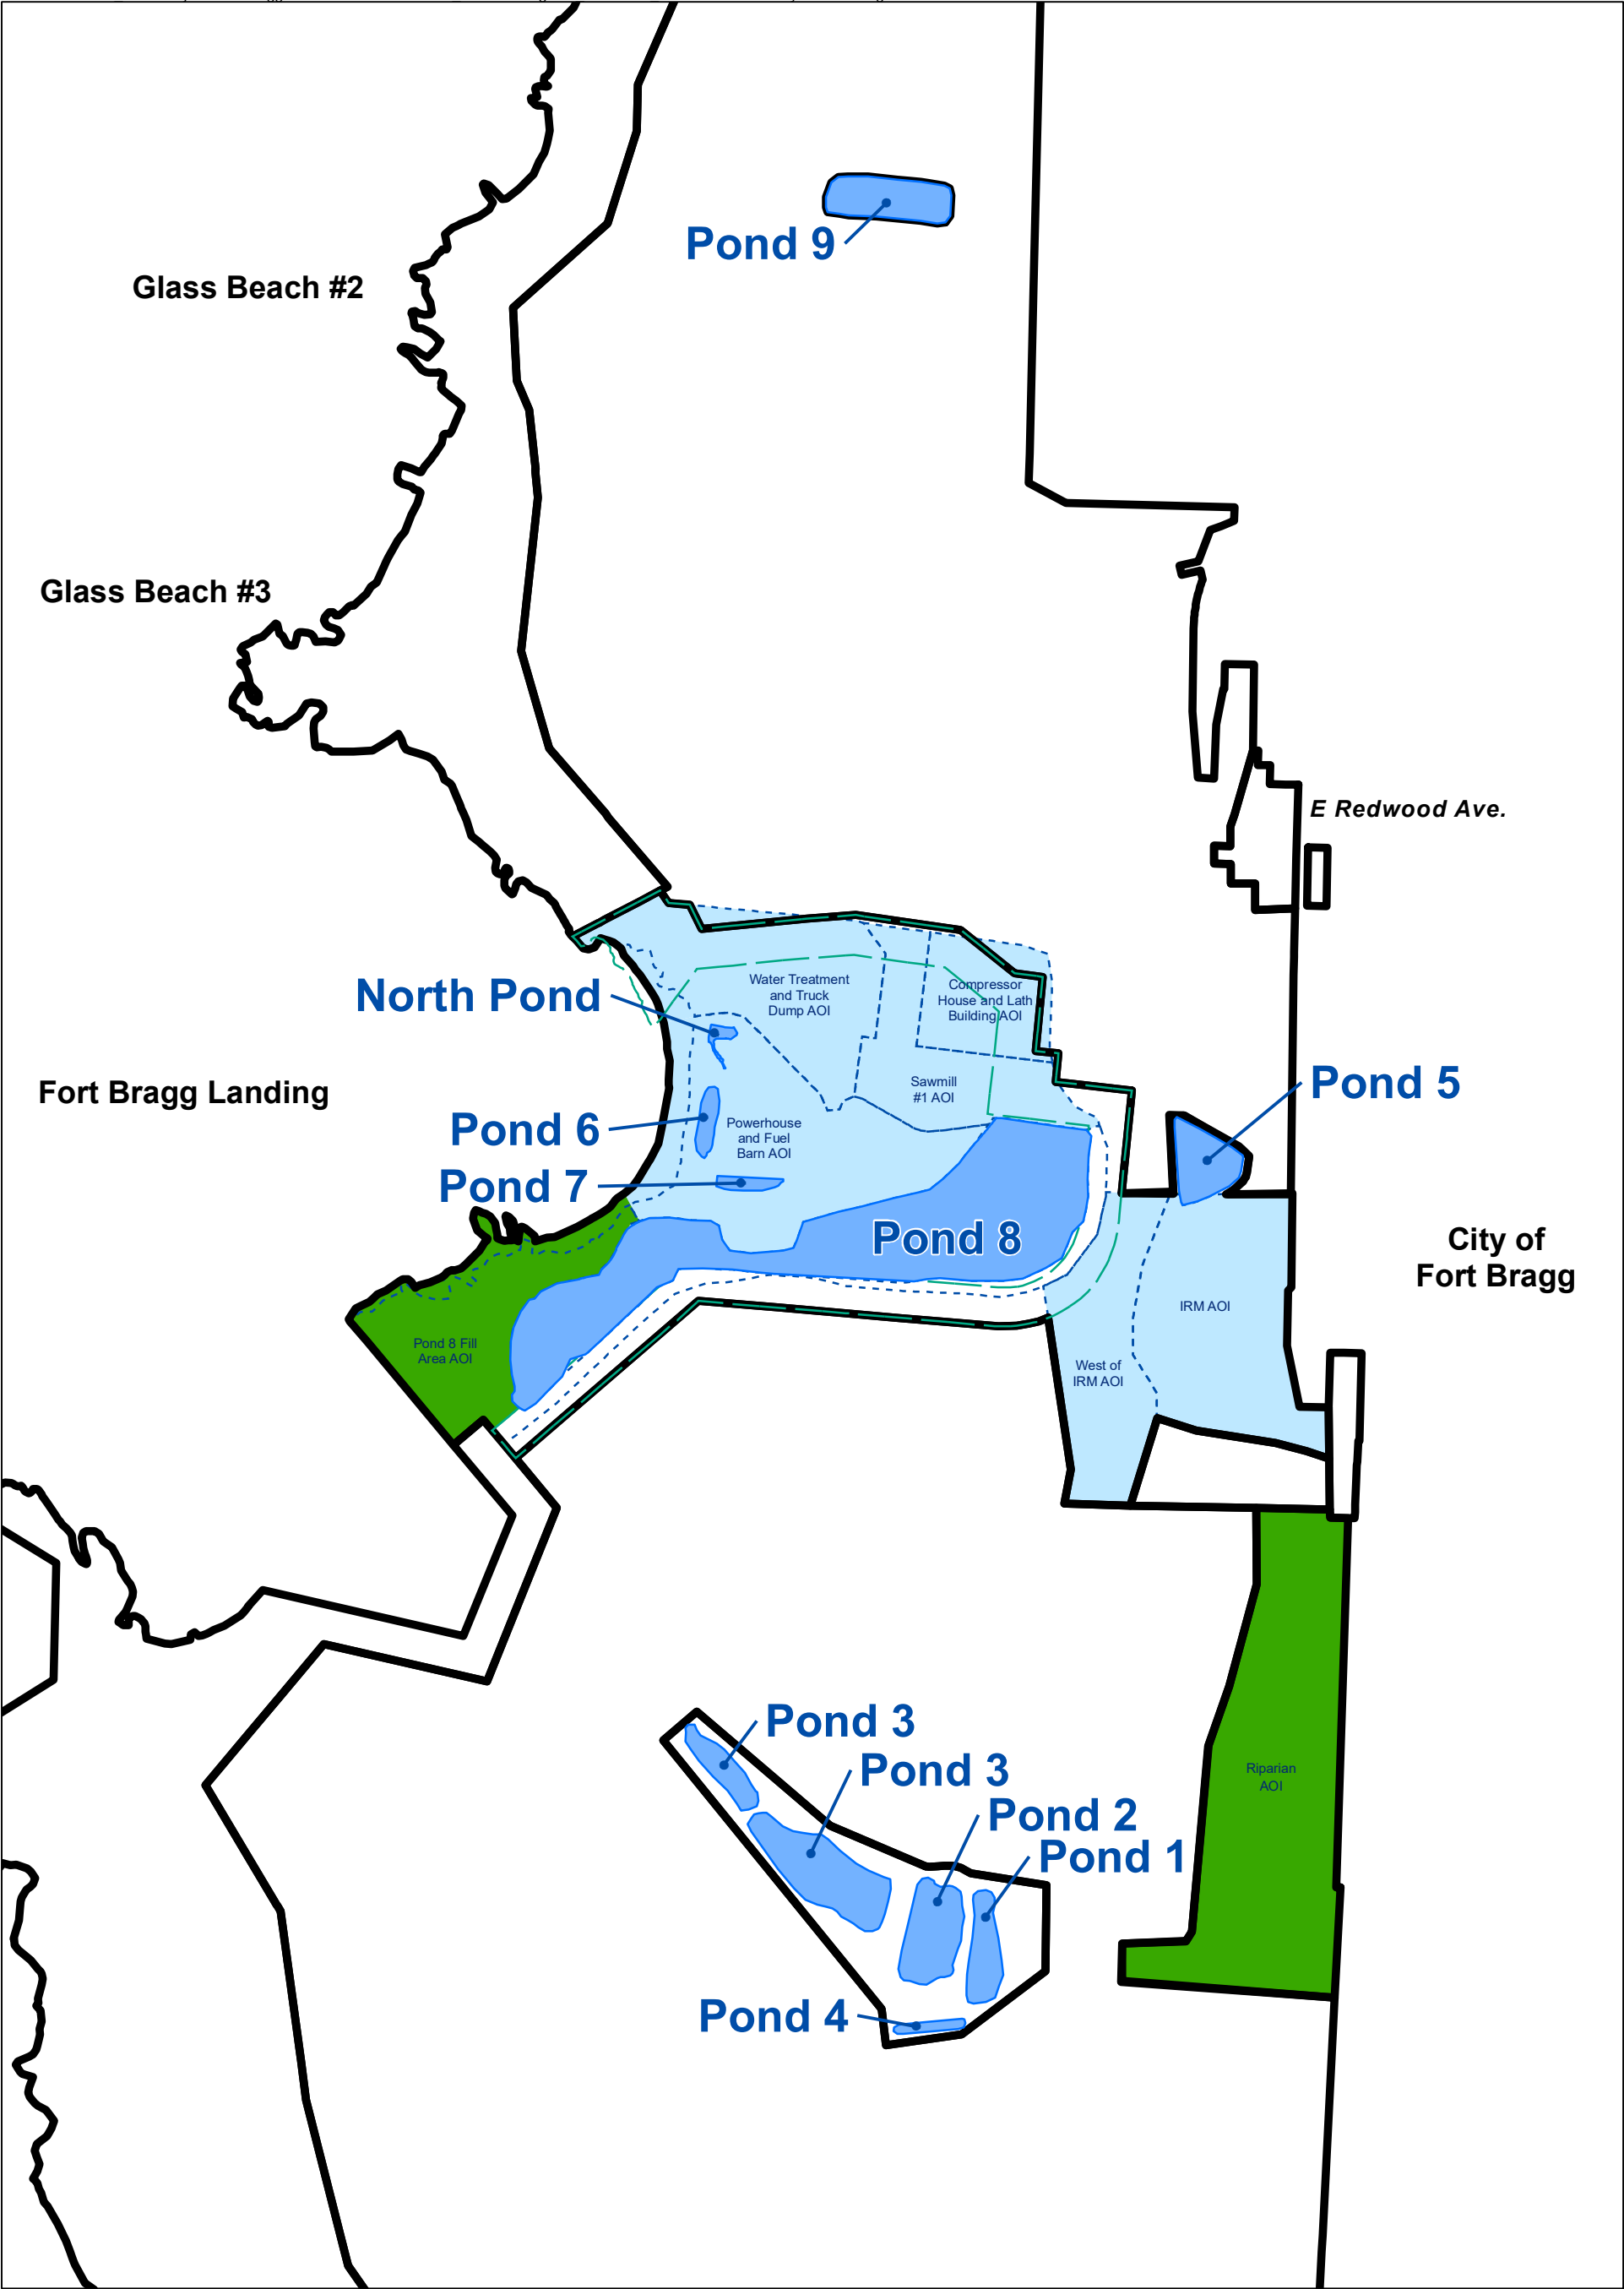 Pond 9
Glass Beach #2
Glass Beach #3
E Redwood Ave.
Water Treatment
and Truck
Dump AOI
Compressor
House and Lath
Building AOI
North Pond
Sawmill
#1 AOI
Fort Bragg Landing
Pond 5
Pond 6
Powerhouse
and Fuel
Barn AOI
Pond 7
Pond 8
City of
Fort Bragg
IRM AOI
Pond 8 Fill
Area AOI
West of
IRM AOI
Pond 3
Pond 3
Riparian
AOI
Pond 2
Pond 1
Pond 4